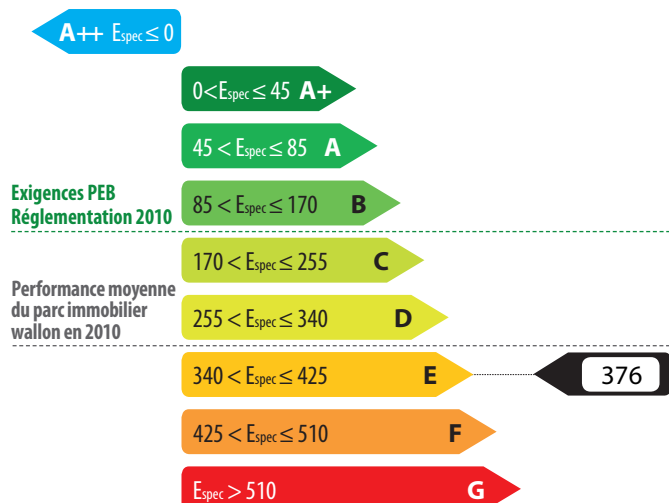 A++ Espec ≤ 0
0<Espec ≤ 45 A+
45 < Espec ≤ 85 A
Exigences PEB
Réglementation 2010
85 < Espec ≤ 170 B
170 < Espec ≤ 255 C
Performance moyenne
du parc immobilier
wallon en 2010
255 < Espec ≤ 340 D
340 < Espec ≤ 425 E
376
425 < Espec ≤ 510 F
Espec > 510 G